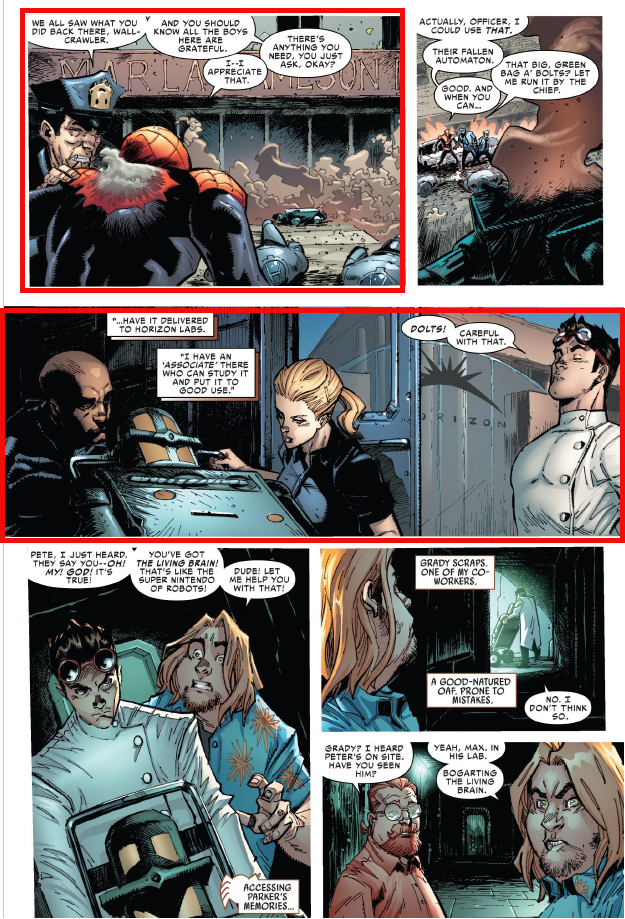 WE ALL SAW WHAT YOU
DID BACK THERE, WALL-
CRAWLER.
AND YOU SHOULD
KNOW ALL THE BOYS
HERE ARE
GRATEFUL.
I--I
APPRECIATE
THAT.
THERE'S
ANYTHING
YOU NEED,
YOU JUST
ASK, OKAY?
MARLA JAMESON
ACTUALLY, OFFICER, I
COULD USE THAT.
THEIR FALLEN
AUTOMATON.
THAT BIG, GREEN
BAG A' BOLTS? LET
ME RUN IT BY THE
CHIEF.
GOOD. AND
WHEN YOU
CAN...
"...HAVE IT DELIVERED
TO HORIZON LABS.
"I HAVE AN
'ASSOCIATE' THERE
WHO CAN STUDY IT
AND PUT IT TO
GOOD USE."
DOLTS!
CAREFUL
WITH THAT.
ORIZON
PETE, I JUST HEARD.
THEY SAY YOU--OH!
MY! GOD! IT'S
TRUE!
YOU'VE GOT
THE LIVING BRAIN!
THAT'S LIKE THE
SUPER NINTENDO
OF ROBOTS!
DUDE! LET
ME HELP YOU
WITH THAT!
ACCESSING
PARKER'S
MEMORIES...
GRADY SCRAPS.
ONE OF MY CO-
WORKERS.
A GOOD-NATURED
OAF. PRONE TO
MISTAKES.
NO. I
DON'T THINK
SO.
GRADY? I HEARD
PETER'S ON SITE.
HAVE YOU SEEN
HIM?
YEAH, MAX. IN
HIS LAB.
BOGARTING
THE LIVING
BRAIN.